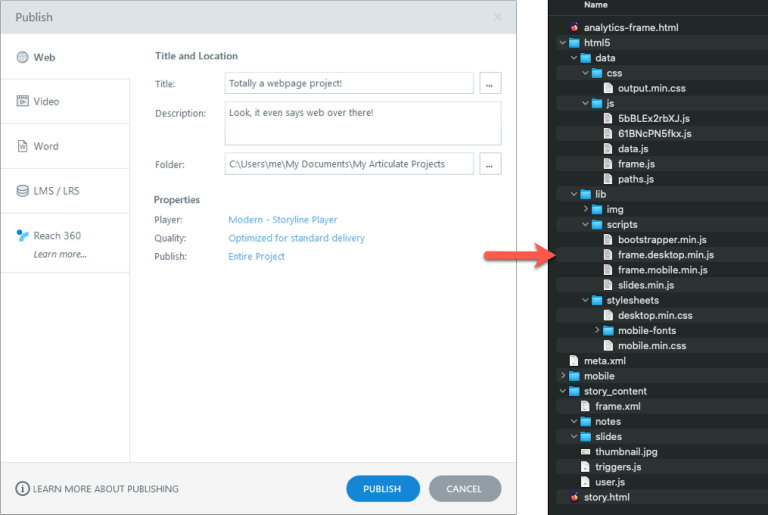 Publish
Web
Video
Word
LMS / LRS
Reach 360
Learn more...
Title and Location
Title:
Totally a webpage project!
...
Description:
Look, it even says web over there!
Folder:
C:\Users\me\My Documents\My Articulate Projects
...
Properties
Player:
Modern - Storyline Player
Quality:
Optimized for standard delivery
Publish:
Entire Project
LEARN MORE ABOUT PUBLISHING
PUBLISH
CANCEL
Name
analytics-frame.html
html5
data
css
output.min.css
js
5bBLEx2rbXJ.js
61BNcPN5fkx.js
data.js
frame.js
paths.js
lib
img
scripts
bootstrapper.min.js
frame.desktop.min.js
frame.mobile.min.js
slides.min.js
stylesheets
desktop.min.css
mobile-fonts
mobile.min.css
meta.xml
mobile
story_content
frame.xml
notes
slides
thumbnail.jpg
triggers.js
user.js
story.html